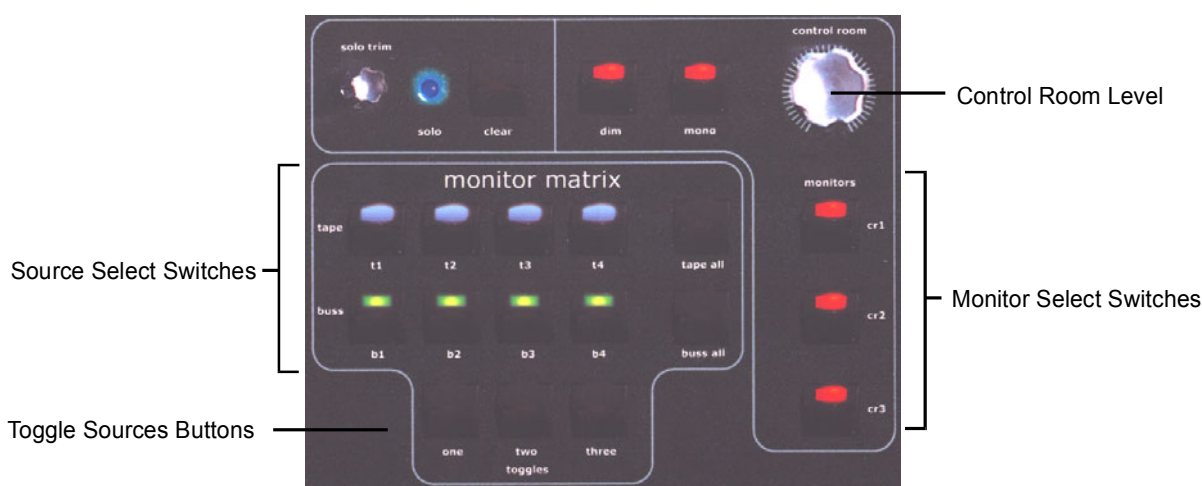 control room
solo trim
Control Room Level
solo
clear
dim
mono
monitor matrix
monitors
tape
cr1
t1
t2
t3
t4
tape all
Source Select Switches
Monitor Select Switches
buss
cr2
b1
b2
b3
b4
buss all
cr3
Toggle Sources Buttons
one
two
three
toggles